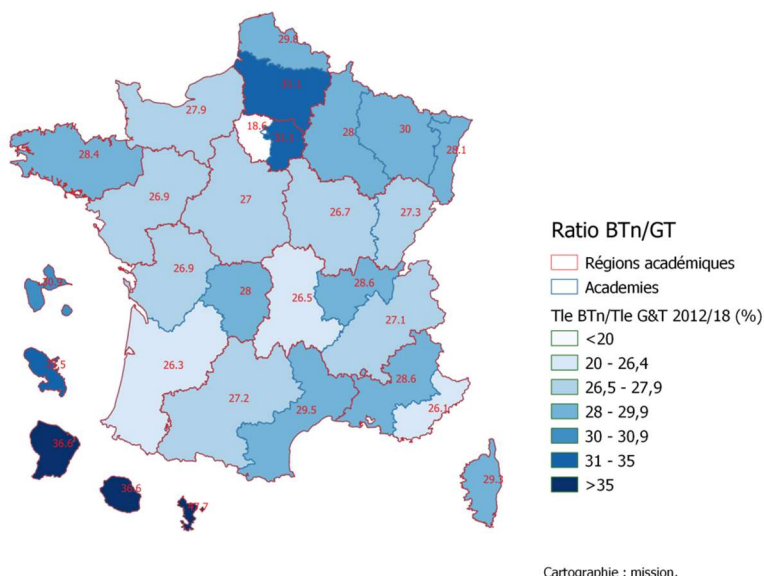 29.8
31.1
27.9
18.6
28
30
28.1
28.4
26.9
27
26.7
27.3
26.9
28
26.5
28.6
27.1
26.3
27.2
29.5
28.6
26.1
29.3
30.9
36.6
36.6
Ratio BTn/GT
Régions académiques
Academies
Tle BTn/Tle G&T 2012/18 (%)
<20
20 - 26,4
26,5 - 27,9
28 - 29,9
30 - 30,9
31 - 35
>35
Cartographie : mission.